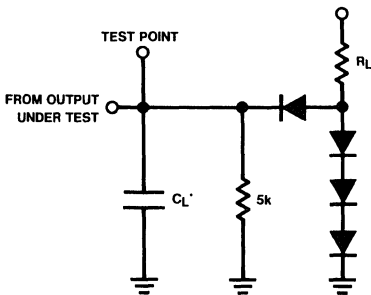 TEST POINT
RL
FROM OUTPUT
UNDER TEST
CL*
5k